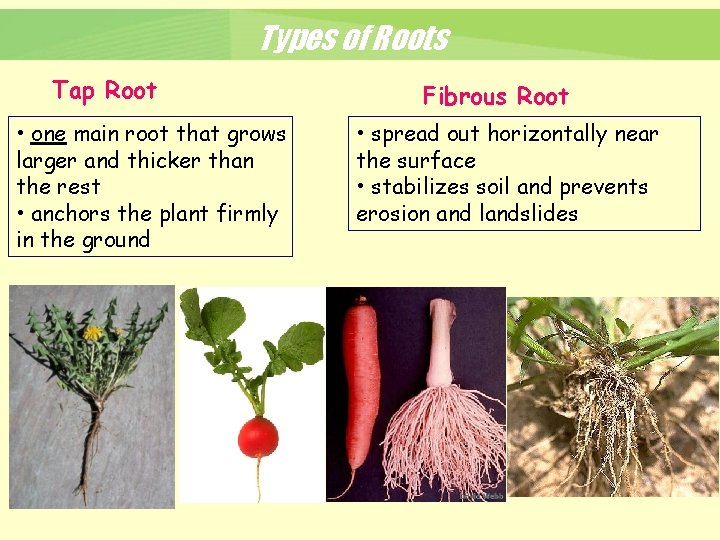 Types of Roots
Tap Root
• one main root that grows
larger and thicker than
the rest
• anchors the plant firmly
in the ground
Fibrous Root
• spread out horizontally near
the surface
• stabilizes soil and prevents
erosion and landslides